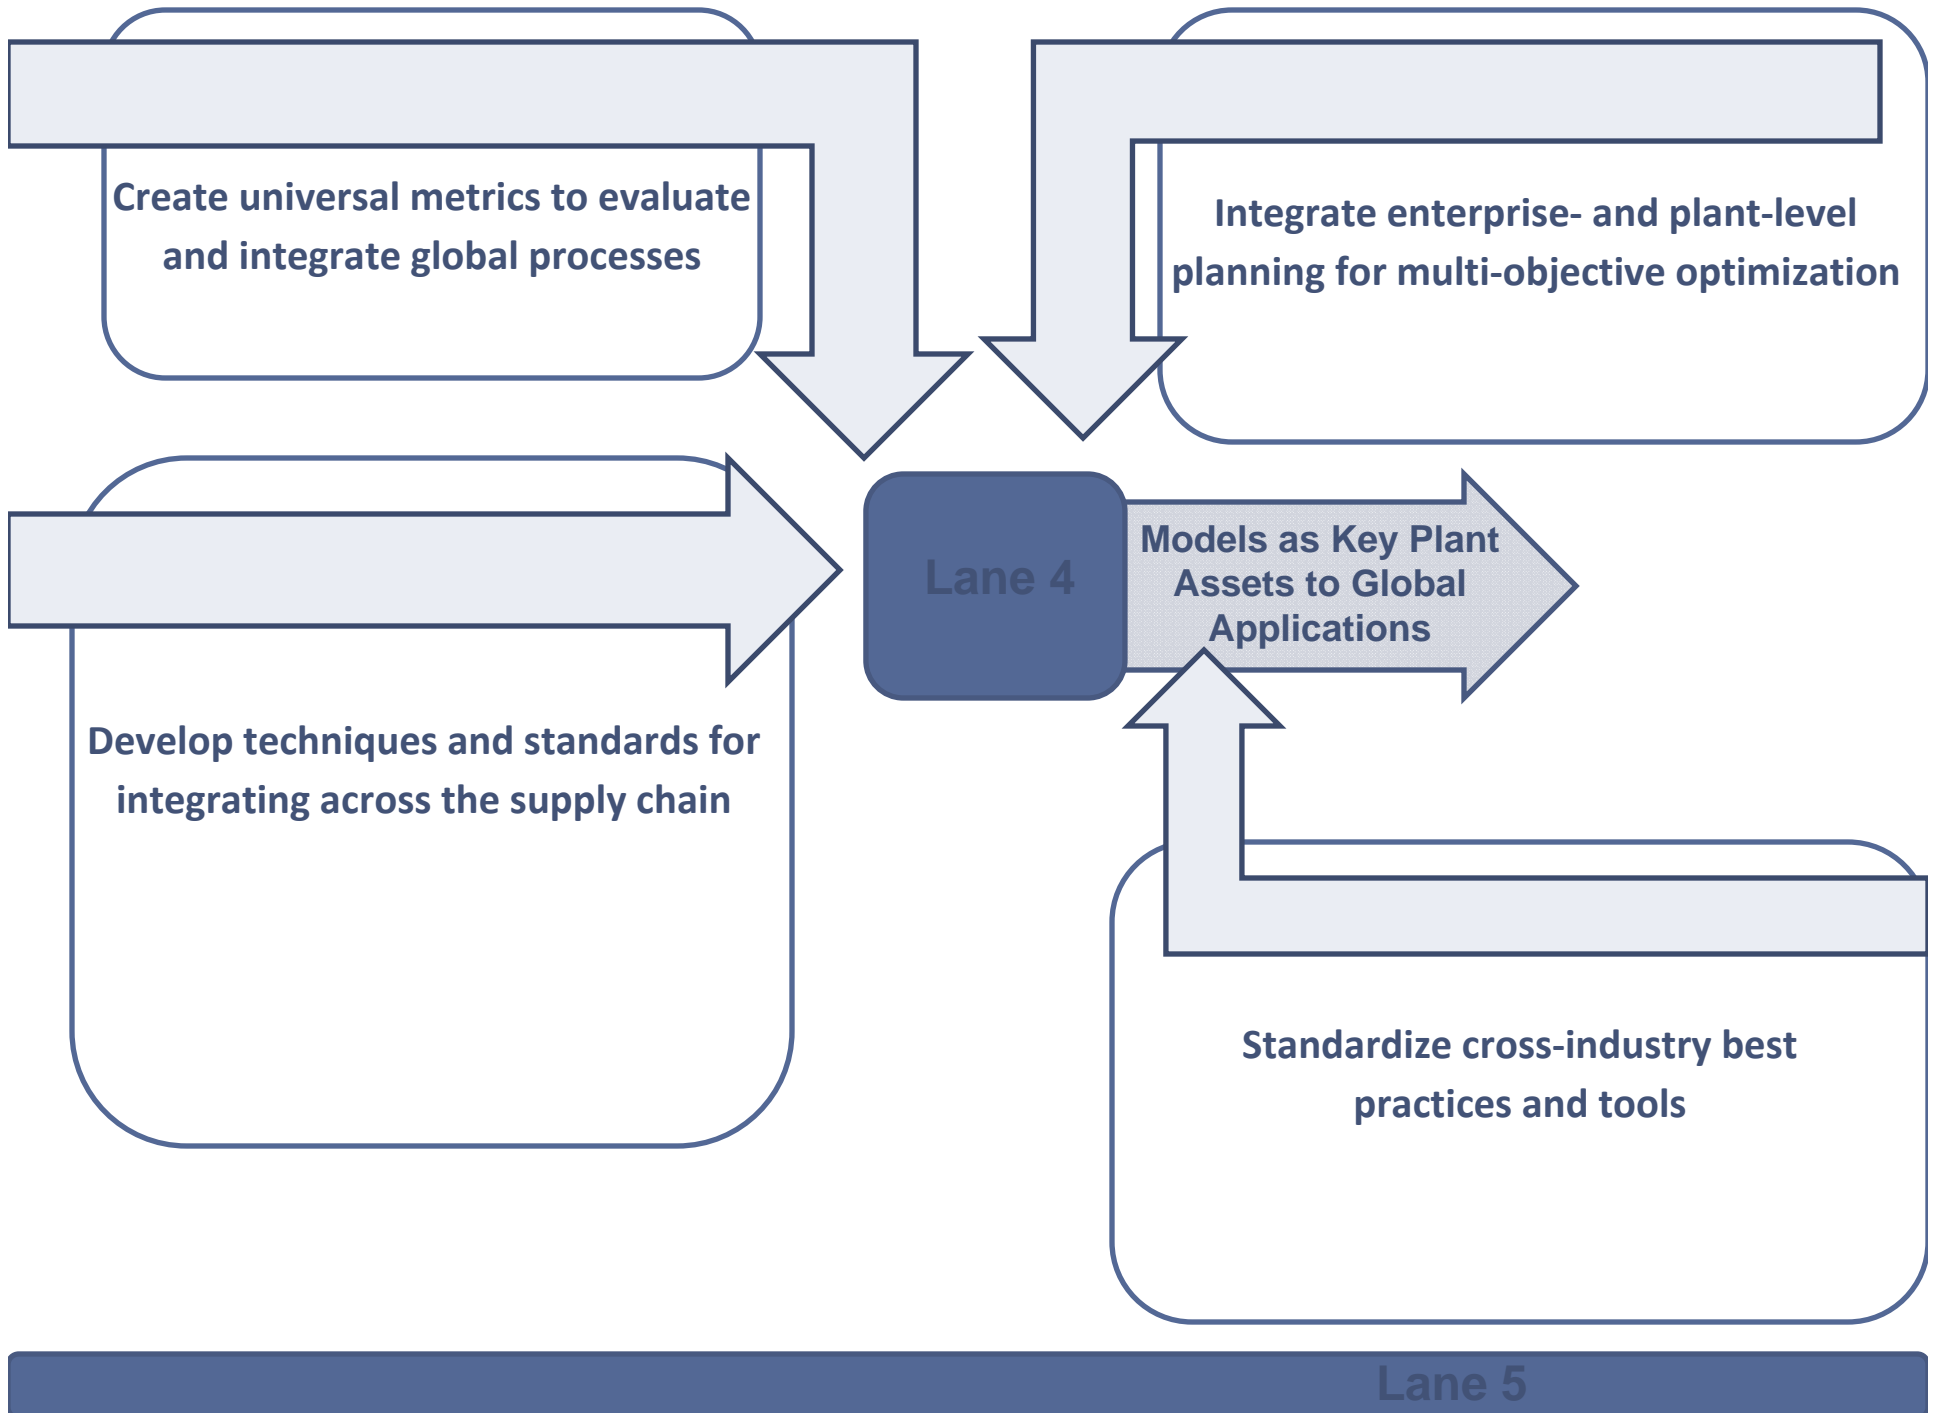 Create universal metrics to evaluate
and integrate global processes
Integrate enterprise- and plant-level
planning for multi-objective optimization
Lane 4
Models as Key Plant
Assets to Global
Applications
Develop techniques and standards for
integrating across the supply chain
Standardize cross-industry best
practices and tools
Lane 5